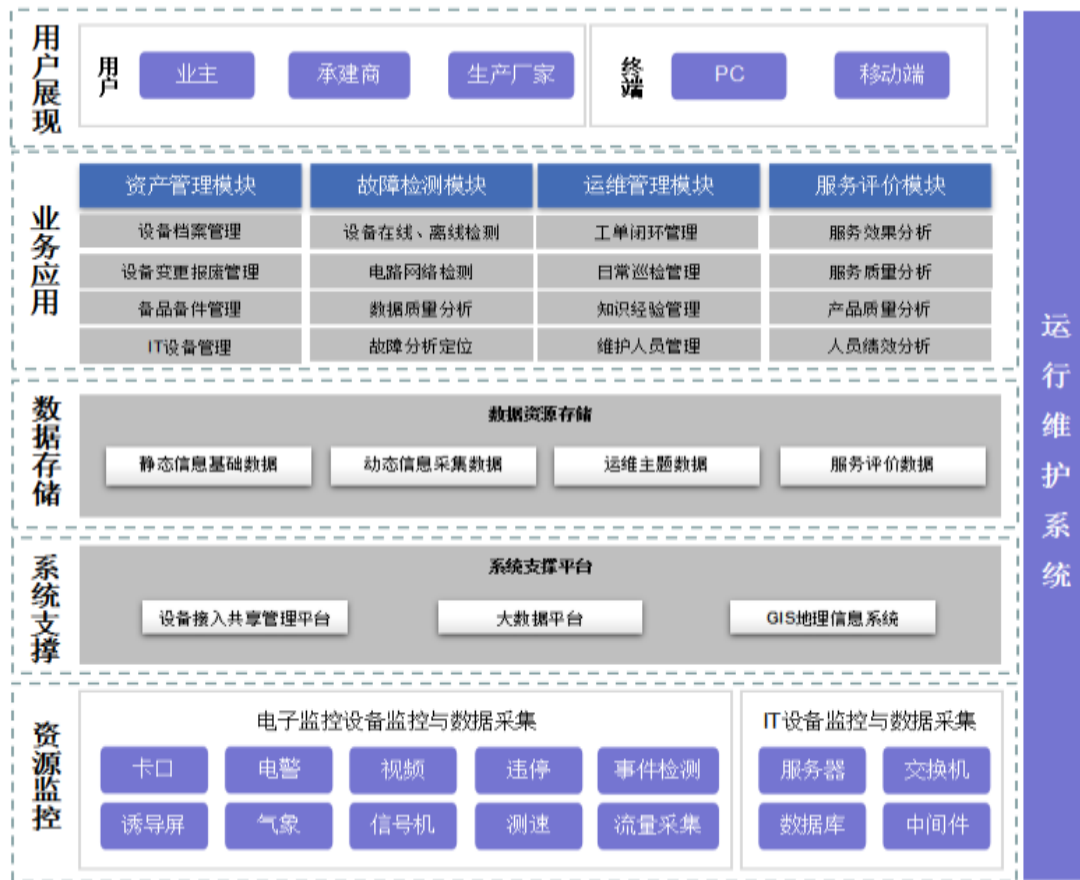 用户展现
用户
业主
承建商
生产厂家
终端
PC
移动端
业务应用
资产管理模块
故障检测模块
运维管理模块
服务评价模块
设备档案管理
设备在线、离线检测
工单闭环管理
服务效果分析
设备变更报废管理
电路网络检测
日常巡检管理
服务质量分析
备品备件管理
数据质量分析
知识经验管理
产品质量分析
IT设备管理
故障分析定位
维护人员管理
人员绩效分析
数据存储
数据资源存储
静态信息基础数据
动态信息采集数据
运维主题数据
服务评价数据
系统支撑
系统支撑平台
设备接入共享管理平台
大数据平台
GIS地理信息系统
资源监控
电子监控设备监控与数据采集
卡口
电警
视频
违停
事件检测
诱导屏
气象
信号机
测速
流量采集
IT设备监控与数据采集
服务器
交换机
数据库
中间件
运行维护系统